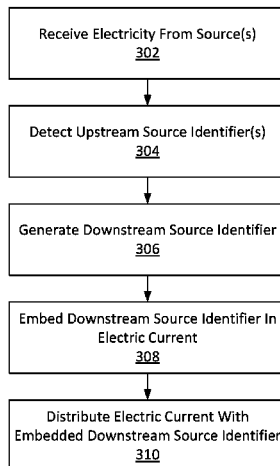 Receive Electricity From Source(s)
302
Detect Upstream Source Identifier(s)
304
Generate Downstream Source Identifier
306
Embed Downstream Source Identifier In
Electric Current
308
Distribute Electric Current With
Embedded Downstream Source Identifier
310